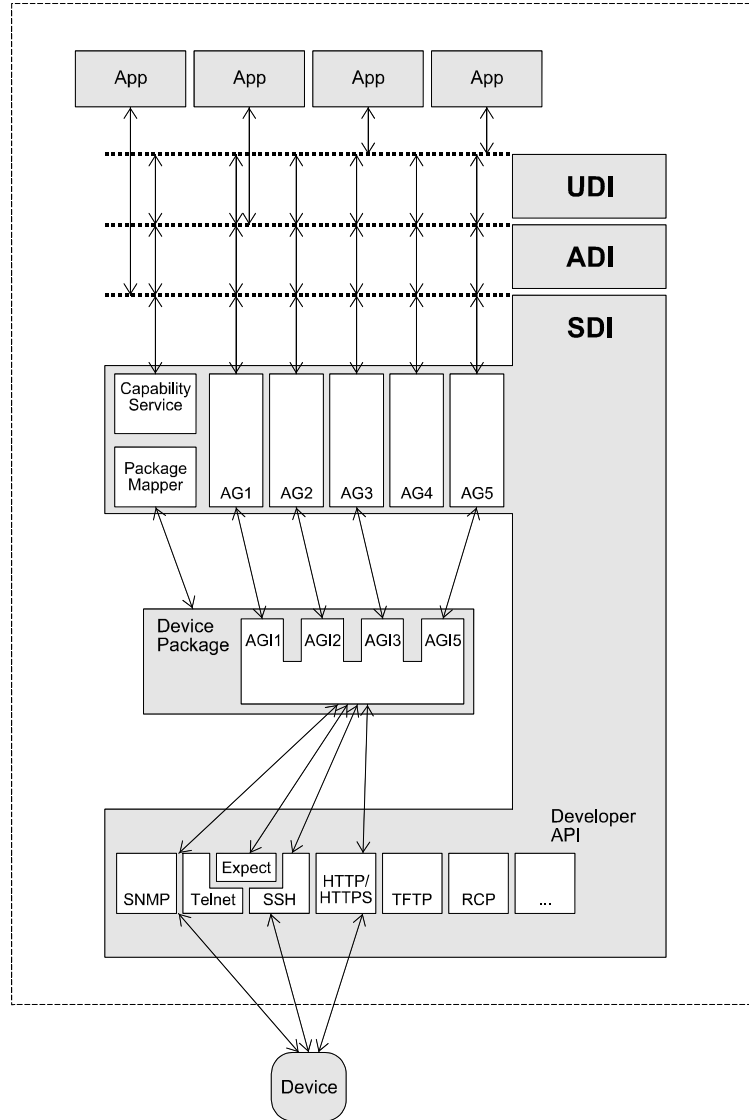 App
App
App
App
UDI
ADI
SDI
Capability
Service
Package
Mapper
AG1
AG2
AG3
AG4
AG5
Device
Package
AGI1
AGI2
AGI3
AGI5
Developer
API
Expect
SNMP
Telnet
SSH
HTTP/
HTTPS
TFTP
RCP
...
Device